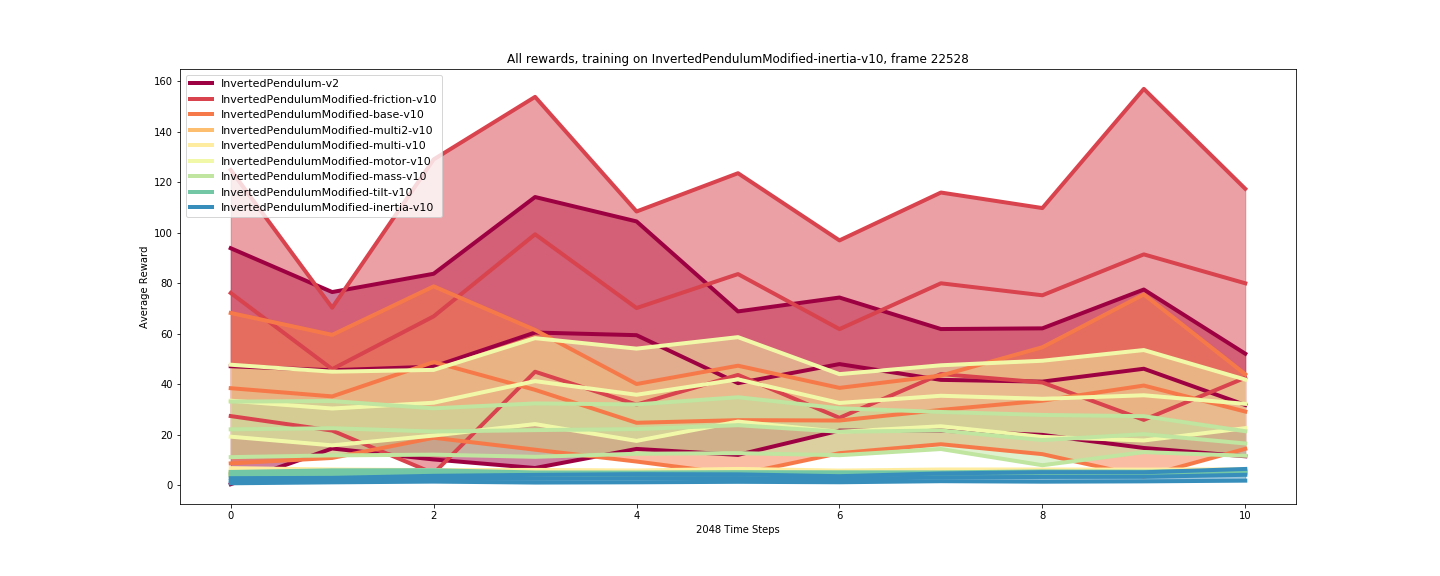 All rewards, training on InvertedPendulumModified-inertia-v10, frame 22528
160
140
120
100
80
60
40
20
0
Average Reward
InvertedPendulum-v2
InvertedPendulumModified-friction-v10
InvertedPendulumModified-base-v10
InvertedPendulumModified-multi2-v10
InvertedPendulumModified-multi-v10
InvertedPendulumModified-motor-v10
InvertedPendulumModified-mass-v10
InvertedPendulumModified-tilt-v10
InvertedPendulumModified-inertia-v10
0 2 4 6 8 10
2048 Time Steps